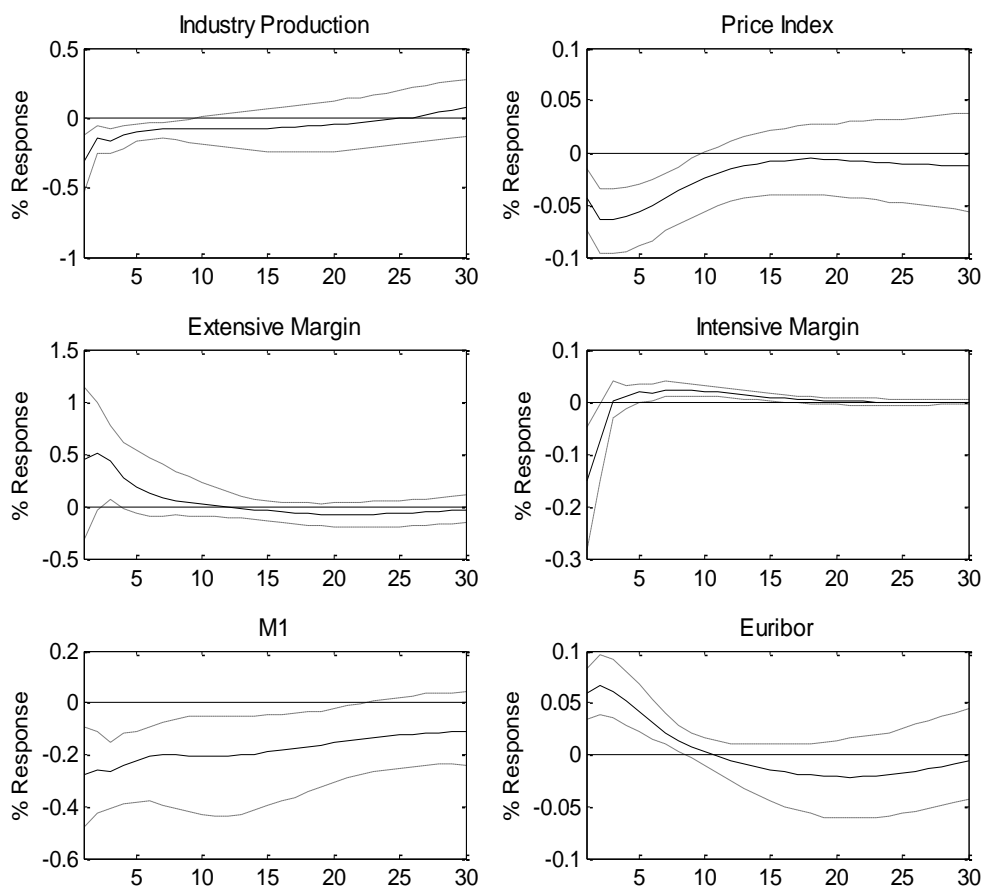 Industry Production
% Response
0.5
0
-0.5
-1
5 10 15 20 25 30
Price Index
% Response
0.1
0.05
0
-0.05
-0.1
5 10 15 20 25 30
Extensive Margin
% Response
1.5
1
0.5
0
-0.5
5 10 15 20 25 30
Intensive Margin
% Response
0.1
0
-0.1
-0.2
-0.3
5 10 15 20 25 30
M1
% Response
0.2
0
-0.2
-0.4
-0.6
5 10 15 20 25 30
Euribor
% Response
0.1
0.05
0
-0.05
-0.1
5 10 15 20 25 30